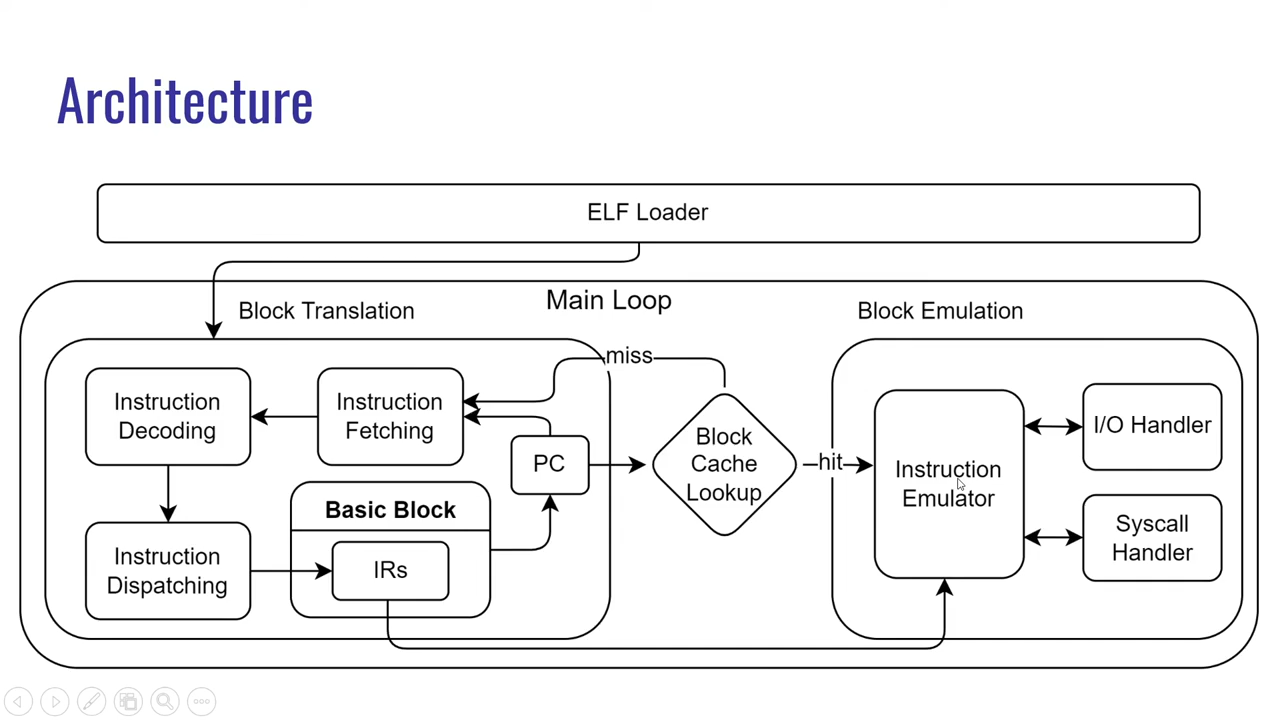 Architecture
ELF Loader
Main Loop
Block Translation
Block Emulation
miss
Instruction
Decoding
Instruction
Fetching
PC
Block
Cache
Lookup
hit
Instruction
Emulator
I/O Handler
Syscall
Handler
Basic Block
IRs
Instruction
Dispatching